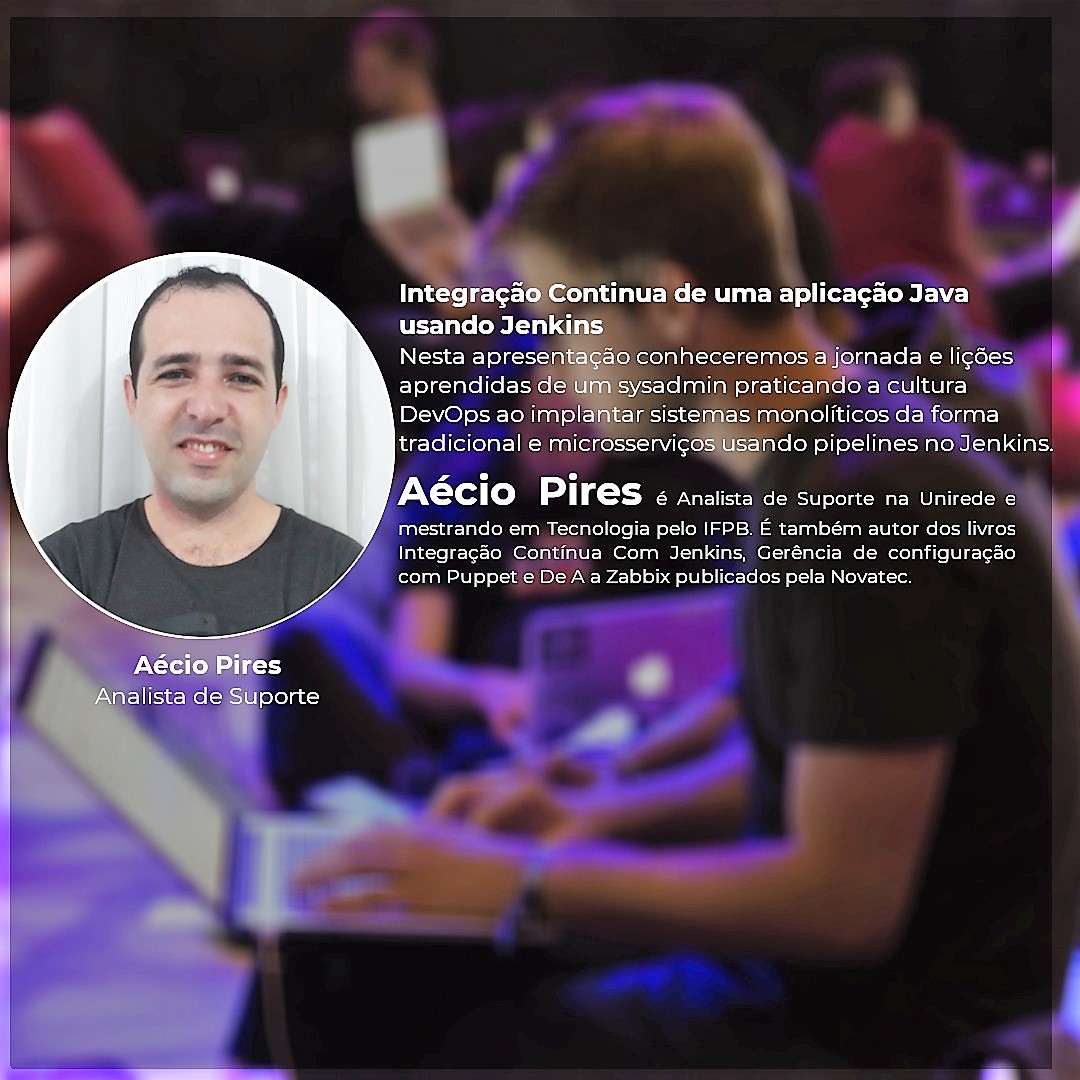 Integração Continua de uma aplicação Java
usando Jenkins
Nesta apresentação conheceremos a jornada e lições
aprendidas de um sysadmin praticando a cultura
DevOps ao implantar sistemas monolíticos da forma
tradicional e microsserviços usando pipelines no Jenkins.
Aécio Pires é Analista de Suporte na Unirede e
mestrando em Tecnologia pelo IFPB. É também autor dos livros
Integração Contínua Com Jenkins, Gerência de configuração
com Puppet e De A a Zabbix publicados pela Novatec.
Aécio Pires
Analista de Suporte